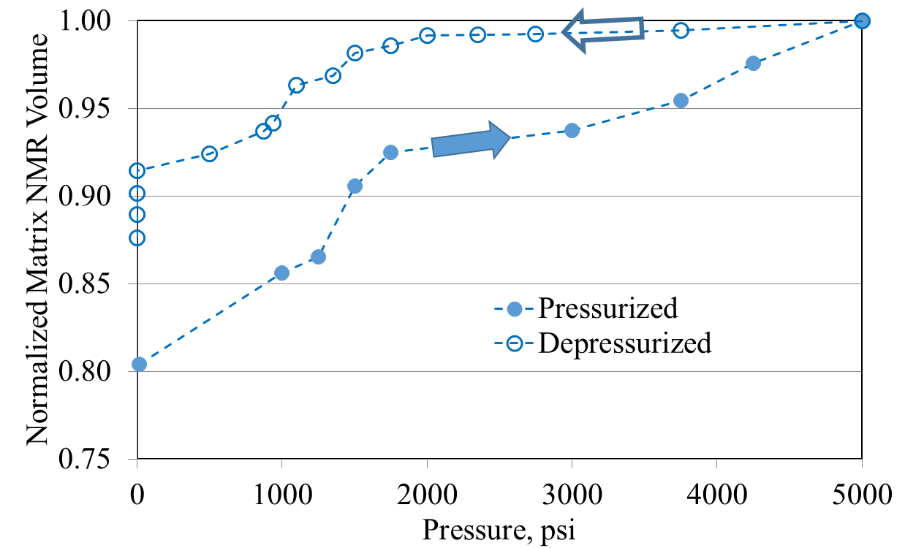 1.00
0.95
0.90
0.85
0.80
0.75
Normalized Matrix NMR Volume
Pressurized
Depressurized
0 1000 2000 3000 4000 5000
Pressure, psi